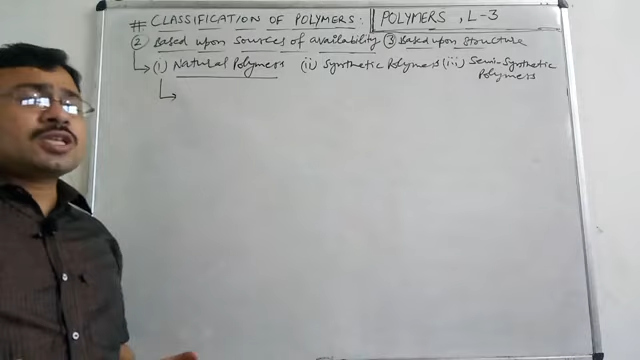 # CLASSIFICATION OF POLYMERS: POLYMERS, L-3
② Based upon sources of availability ③ Based upon Structure
(i) Natural Polymers (ii) Synthetic Polymers (iii) Semi-Synthetic
Polymers